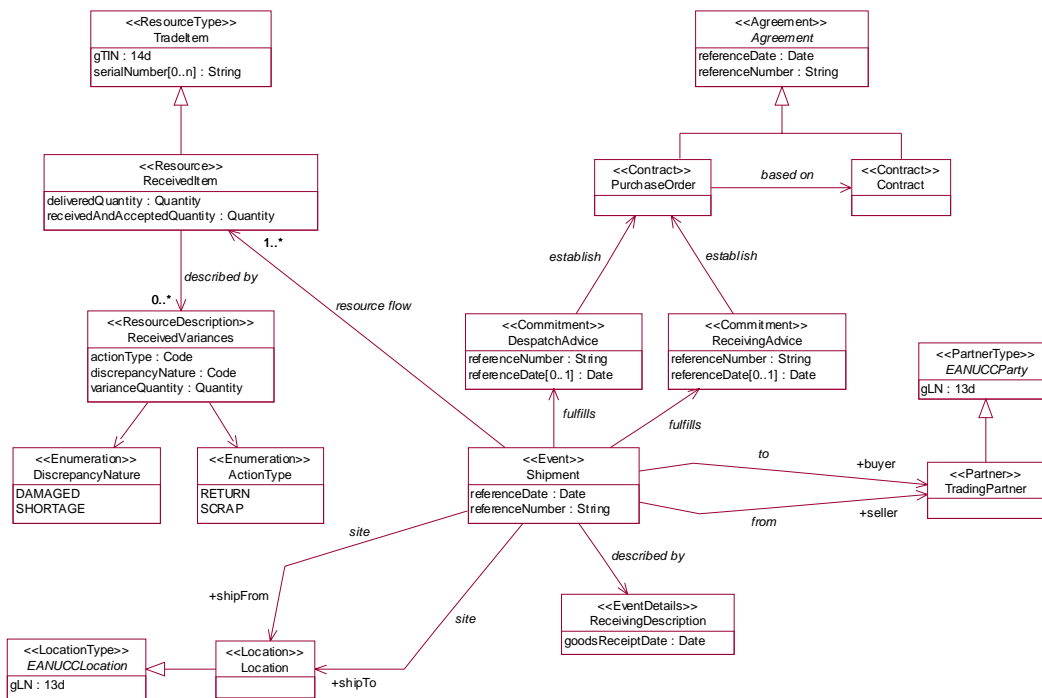 <<ResourceType>>
TradeItem
gTIN : 14d
serialNumber[0..n] : String
<<Agreement>>
Agreement
referenceDate : Date
referenceNumber : String
<<Resource>>
ReceivedItem
deliveredQuantity : Quantity
receivedAndAcceptedQuantity : Quantity
<<Contract>>
PurchaseOrder
based on
<<Contract>>
Contract
1..*
described by
0..*
resource flow
establish
establish
<<ResourceDescription>>
ReceivedVariances
actionType : Code
discrepancyNature : Code
varianceQuantity : Quantity
<<Commitment>>
DespatchAdvice
referenceNumber : String
referenceDate[0..1] : Date
<<Commitment>>
ReceivingAdvice
referenceNumber : String
referenceDate[0..1] : Date
<<PartnerType>>
EANUCCParty
gLN : 13d
fulfills
fulfills
<<Enumeration>>
DiscrepancyNature
DAMAGED
SHORTAGE
<<Enumeration>>
ActionType
RETURN
SCRAP
<<Event>>
Shipment
referenceDate : Date
referenceNumber : String
to
+buyer
from
+seller
<<Partner>>
TradingPartner
site
+shipFrom
described by
site
+shipTo
<<EventDetails>>
ReceivingDescription
goodsReceiptDate : Date
<<LocationType>>
EANUCCLocation
gLN : 13d
<<Location>>
Location